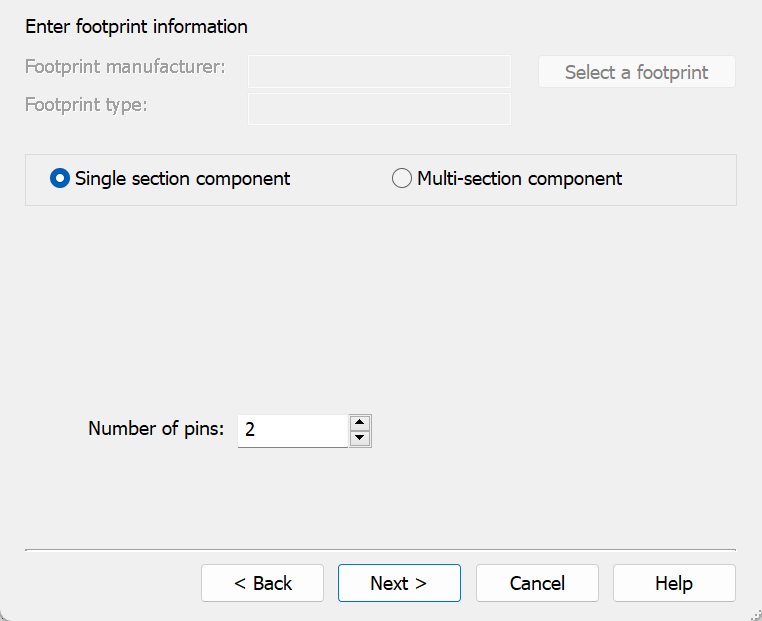 Enter footprint information
Footprint manufacturer:
Select a footprint
Footprint type:
Single section component
Multi-section component
Number of pins: 2
< Back
Next >
Cancel
Help